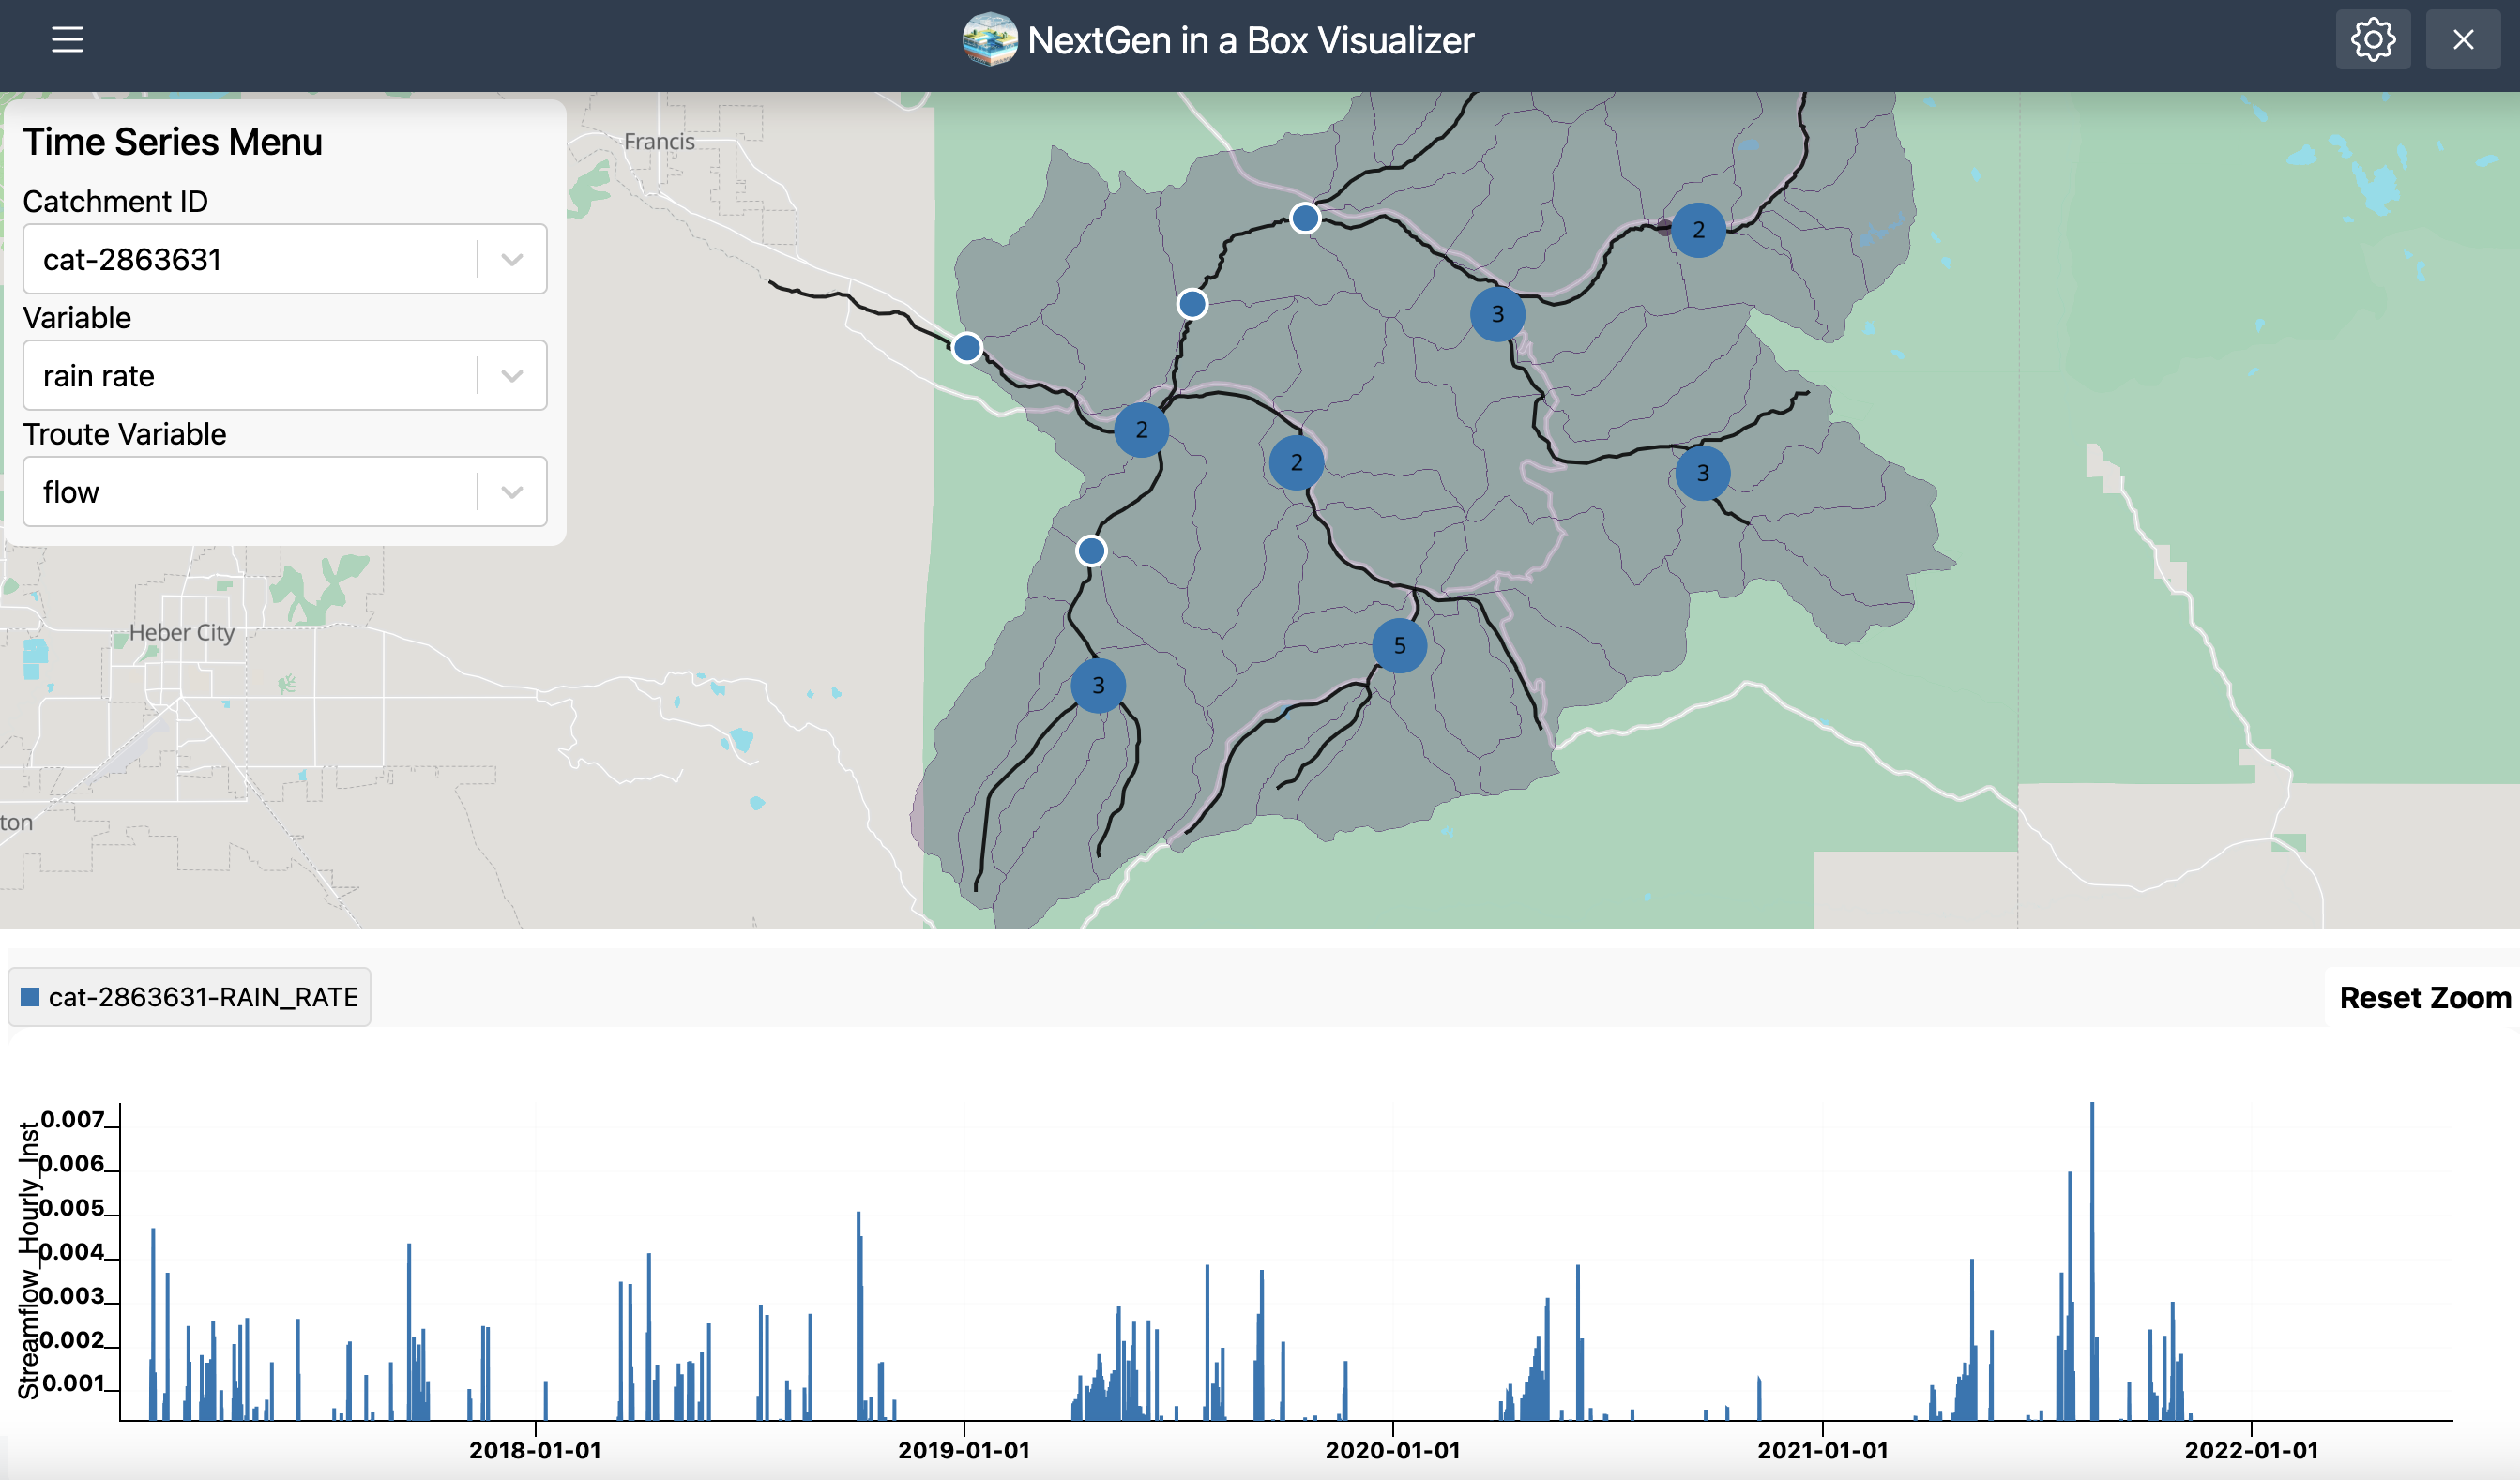 NextGen in a Box Visualizer
Time Series Menu
Catchment ID
cat-2863631
Variable
rain rate
Troute Variable
flow
Francis
Heber City
ton
2
3
2
2
3
5
3
cat-2863631-RAIN_RATE
Reset Zoom
Streamflow_Hourly_Inst
0.007
0.006
0.005
0.004
0.003
0.002
0.001
2018-01-01
2019-01-01
2020-01-01
2021-01-01
2022-01-01